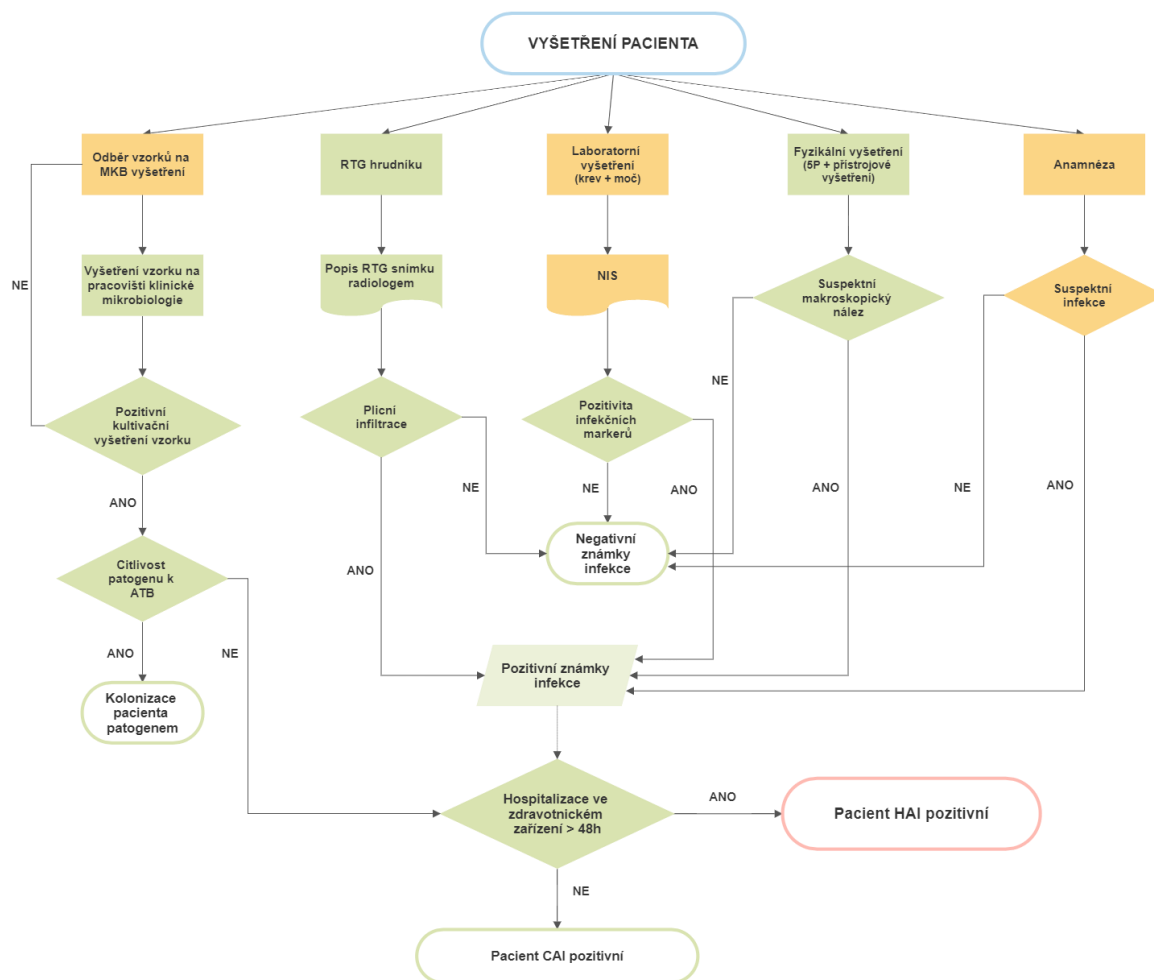 VYŠETŘENÍ PACIENTA
Odběr vzorků na
MKB vyšetření
RTG hrudníku
Laboratorní
vyšetření
(krev + moč)
Fyzikální vyšetření
(5P + přístrojové
vyšetření)
Anamnéza
NE
Vyšetření vzorku na
pracovišti klinické
mikrobiologie
Popis RTG snímku
radiologem
NIS
Suspektní
makroskopický
nález
Suspektní
infekce
Pozitivní
kultivační
vyšetření vzorku
Plicní
infiltrace
Pozitivita
infekčních
markerů
NE
ANO
NE
NE
ANO
ANO
NE
ANO
Citlivost
patogenu k
ATB
ANO
Negativní
známky
infekce
ANO
NE
Kolonizace
pacienta
patogenem
Pozitivní známky
infekce
Hospitalizace ve
zdravotnickém
zařízení > 48h
ANO
Pacient HAI pozitivní
NE
Pacient CAI pozitivní